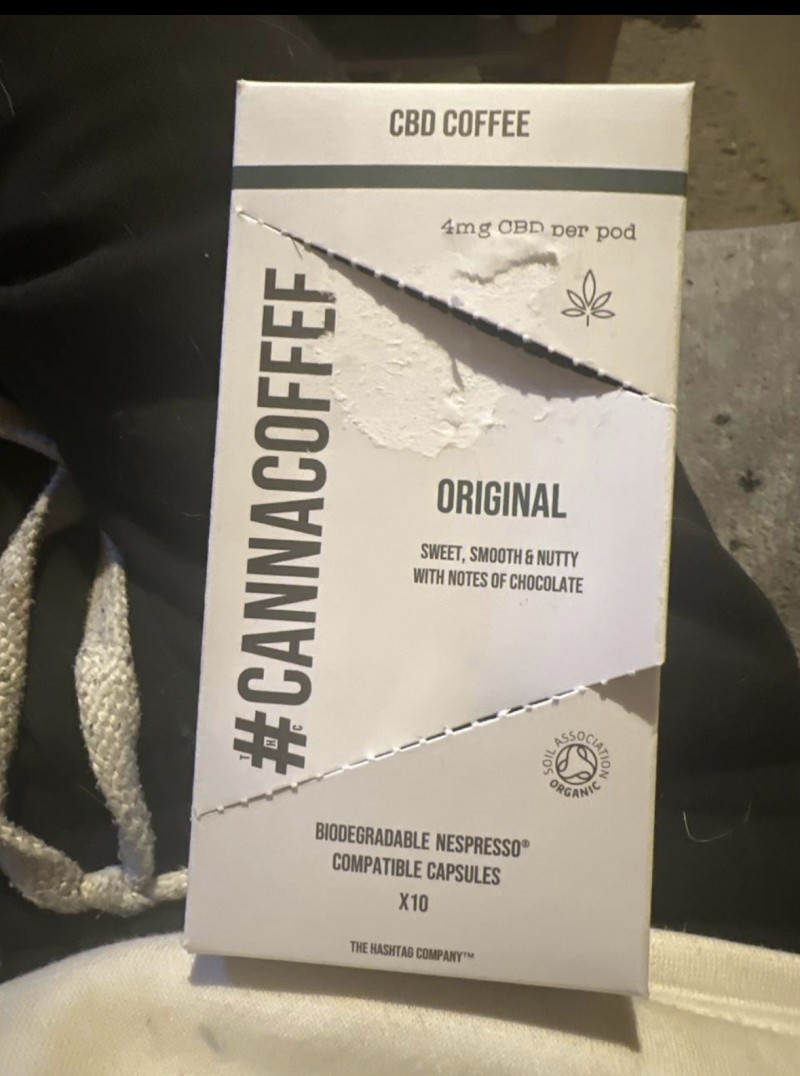 CBD COFFEE
4mg CBD per pod
#CANNACOFFEE
T H C
ORIGINAL
SWEET, SMOOTH & NUTTY
WITH NOTES OF CHOCOLATE
SOIL ASSOCIATION
ORGANIC
BIODEGRADABLE NESPRESSO®
COMPATIBLE CAPSULES
X10
THE HASHTAG COMPANY™